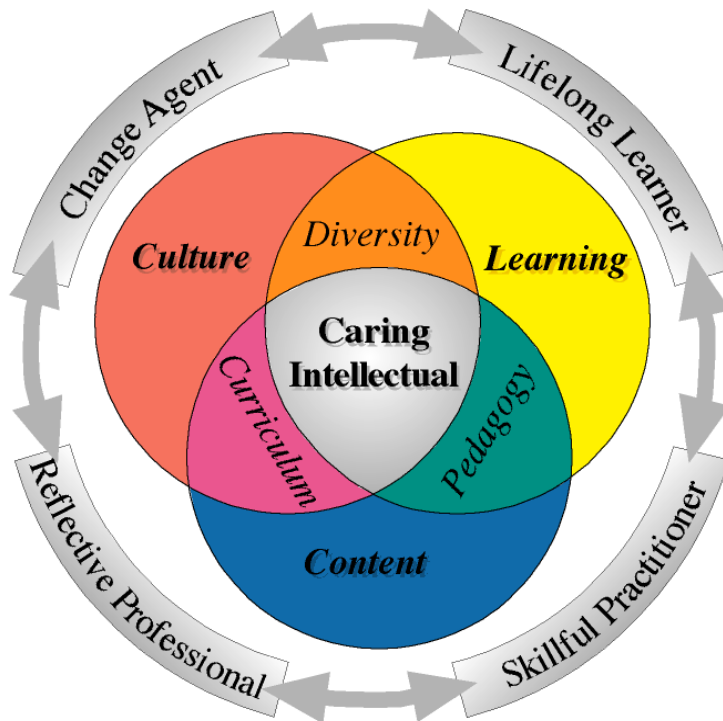 Change Agent
Lifelong Learner
Diversity
Culture
Learning
Caring
Intellectual
Curriculum
Pedagogy
Content
Reflective Professional
Skillful Practitioner